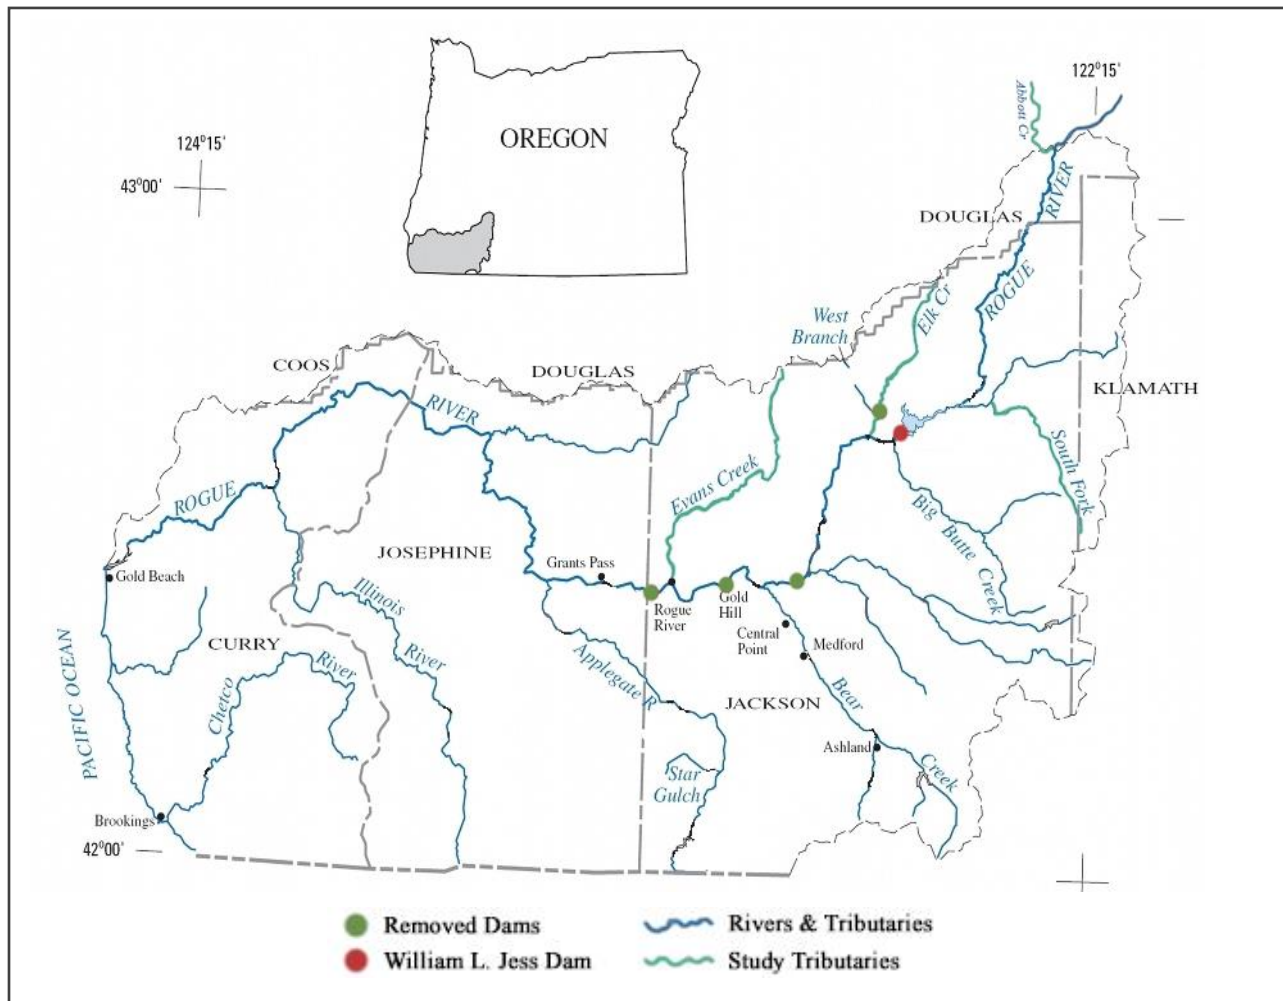 OREGON
122°15'
Abbott Cr
124°15'
43°00'
RIVER
DOUGLAS
ROGUE
Elk Cr
West
Branch
COOS
DOUGLAS
KLAMATH
RIVER
South Fork
Evans Creek
ROGUE
Big Butte Creek
JOSEPHINE
Grants Pass
Gold Beach
Illinois
River
Rogue
River
Gold
Hill
Central
Point
Medford
CURRY
River
Chetco
Applegate R
PACIFIC OCEAN
JACKSON
Bear
Creek
Ashland
Star
Gulch
Brookings
42°00'
Removed Dams
Rivers & Tributaries
William L. Jess Dam
Study Tributaries